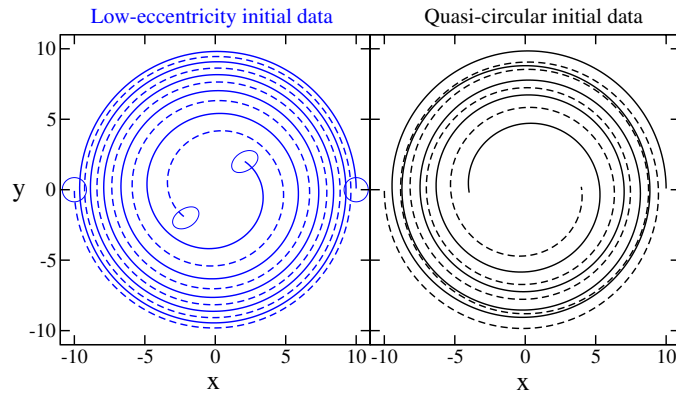 Low-eccentricity initial data Quasi-circular initial data
10
5
y 0
-5
-10
-10 -5 0 5 10 -10 -5 0 5 10
x x